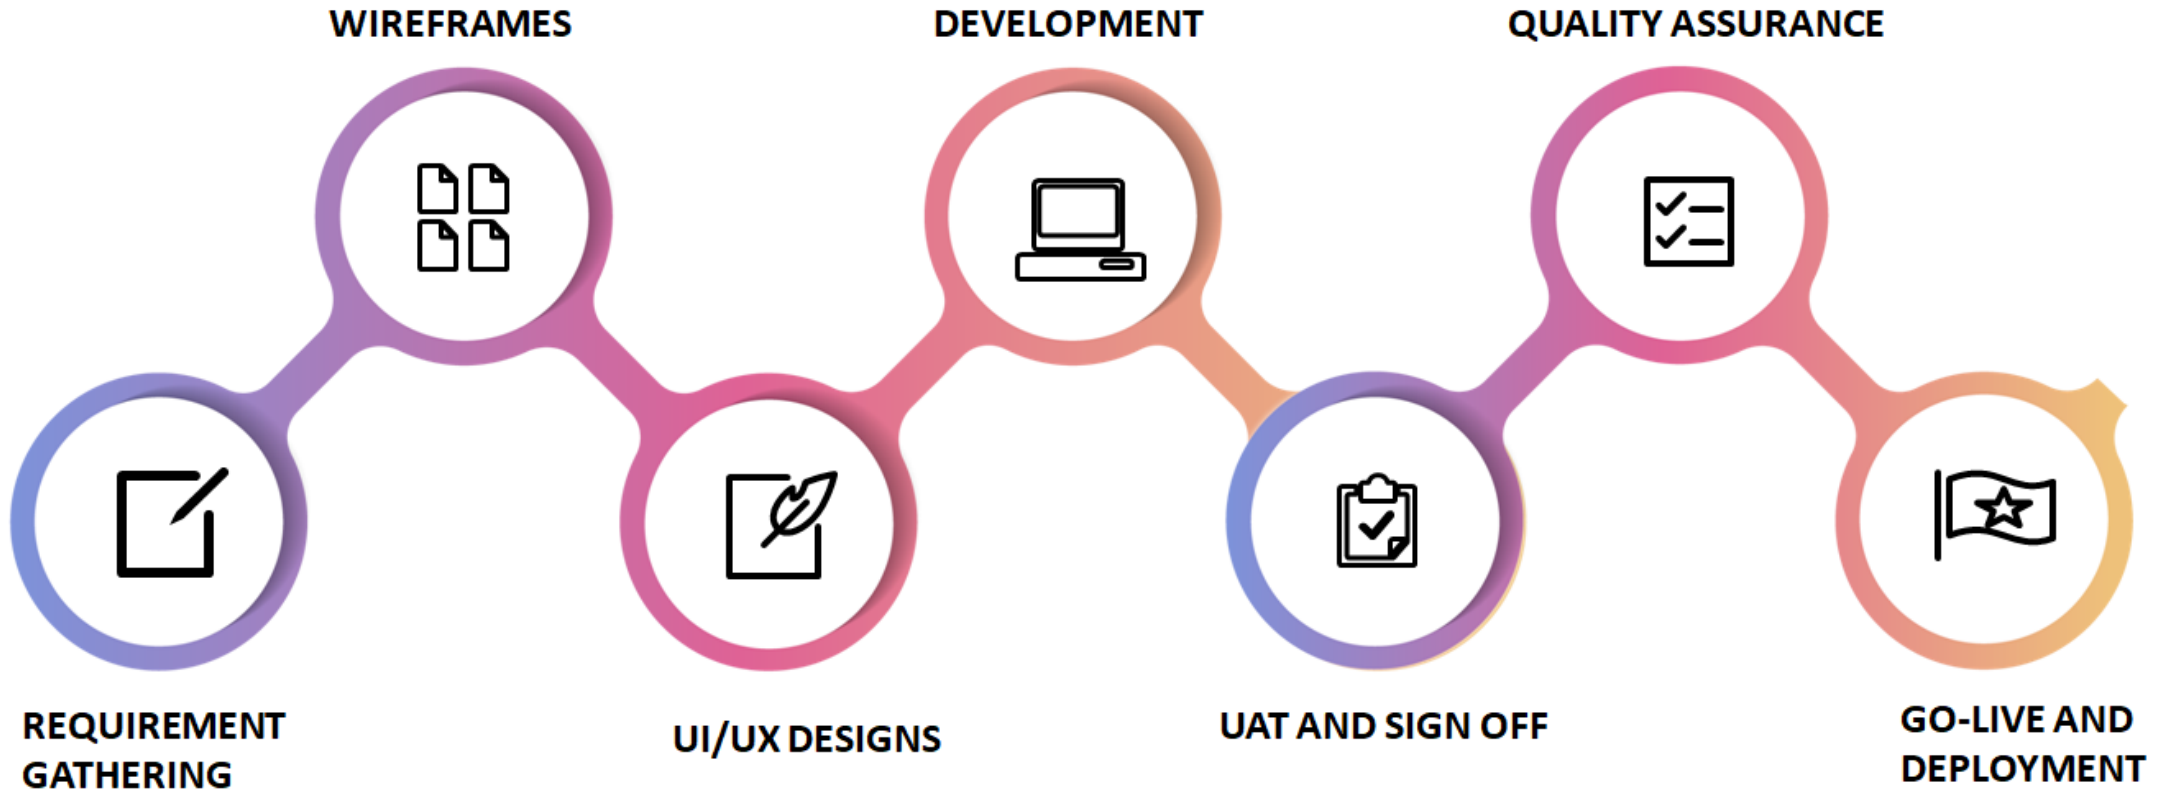 WIREFRAMES
DEVELOPMENT
QUALITY ASSURANCE
REQUIREMENT
GATHERING
UI/UX DESIGNS
UAT AND SIGN OFF
GO-LIVE AND
DEPLOYMENT